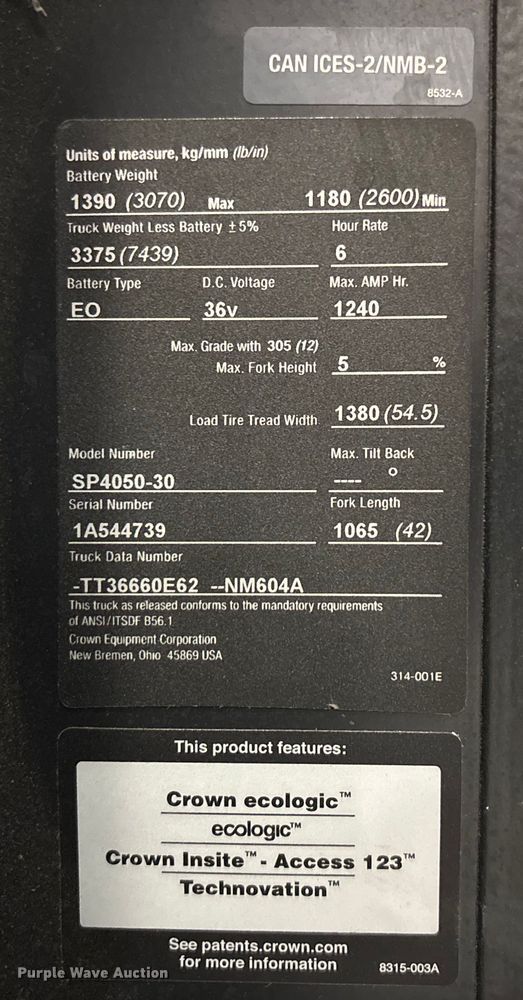 CAN ICES-2/NMB-2
8532-A
Units of measure, kg/mm (lb/in)
Battery Weight
1390 (3070) Max 1180 (2600) Min
Truck Weight Less Battery ± 5% Hour Rate
3375 (7439) 6
Battery Type D.C. Voltage Max. AMP Hr.
EO 36v 1240
Max. Grade with 305 (12)
Max. Fork Height 5 %
Load Tire Tread Width 1380 (54.5)
Model Number Max. Tilt Back
SP4050-30 ---- °
Serial Number Fork Length
1A544739 1065 (42)
Truck Data Number
-TT36660E62 --NM604A
This truck as released conforms to the mandatory requirements
of ANSI/ITSDF B56.1
Crown Equipment Corporation
New Bremen, Ohio 45869 USA
314-001E
This product features:
Crown ecologic™
ecologic™
Crown Insite™ - Access 123™
Technovation™
See patents.crown.com
for more information
8315-003A
Purple Wave Auction